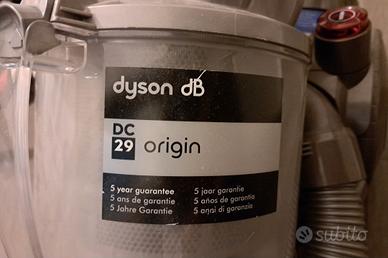 dyson dB
DC
29 origin
5 year guarantee
5 ans de garantie
5 Jahre Garantie
5 jaar garantie
5 años de garantía
5 anni di garanzia
subito